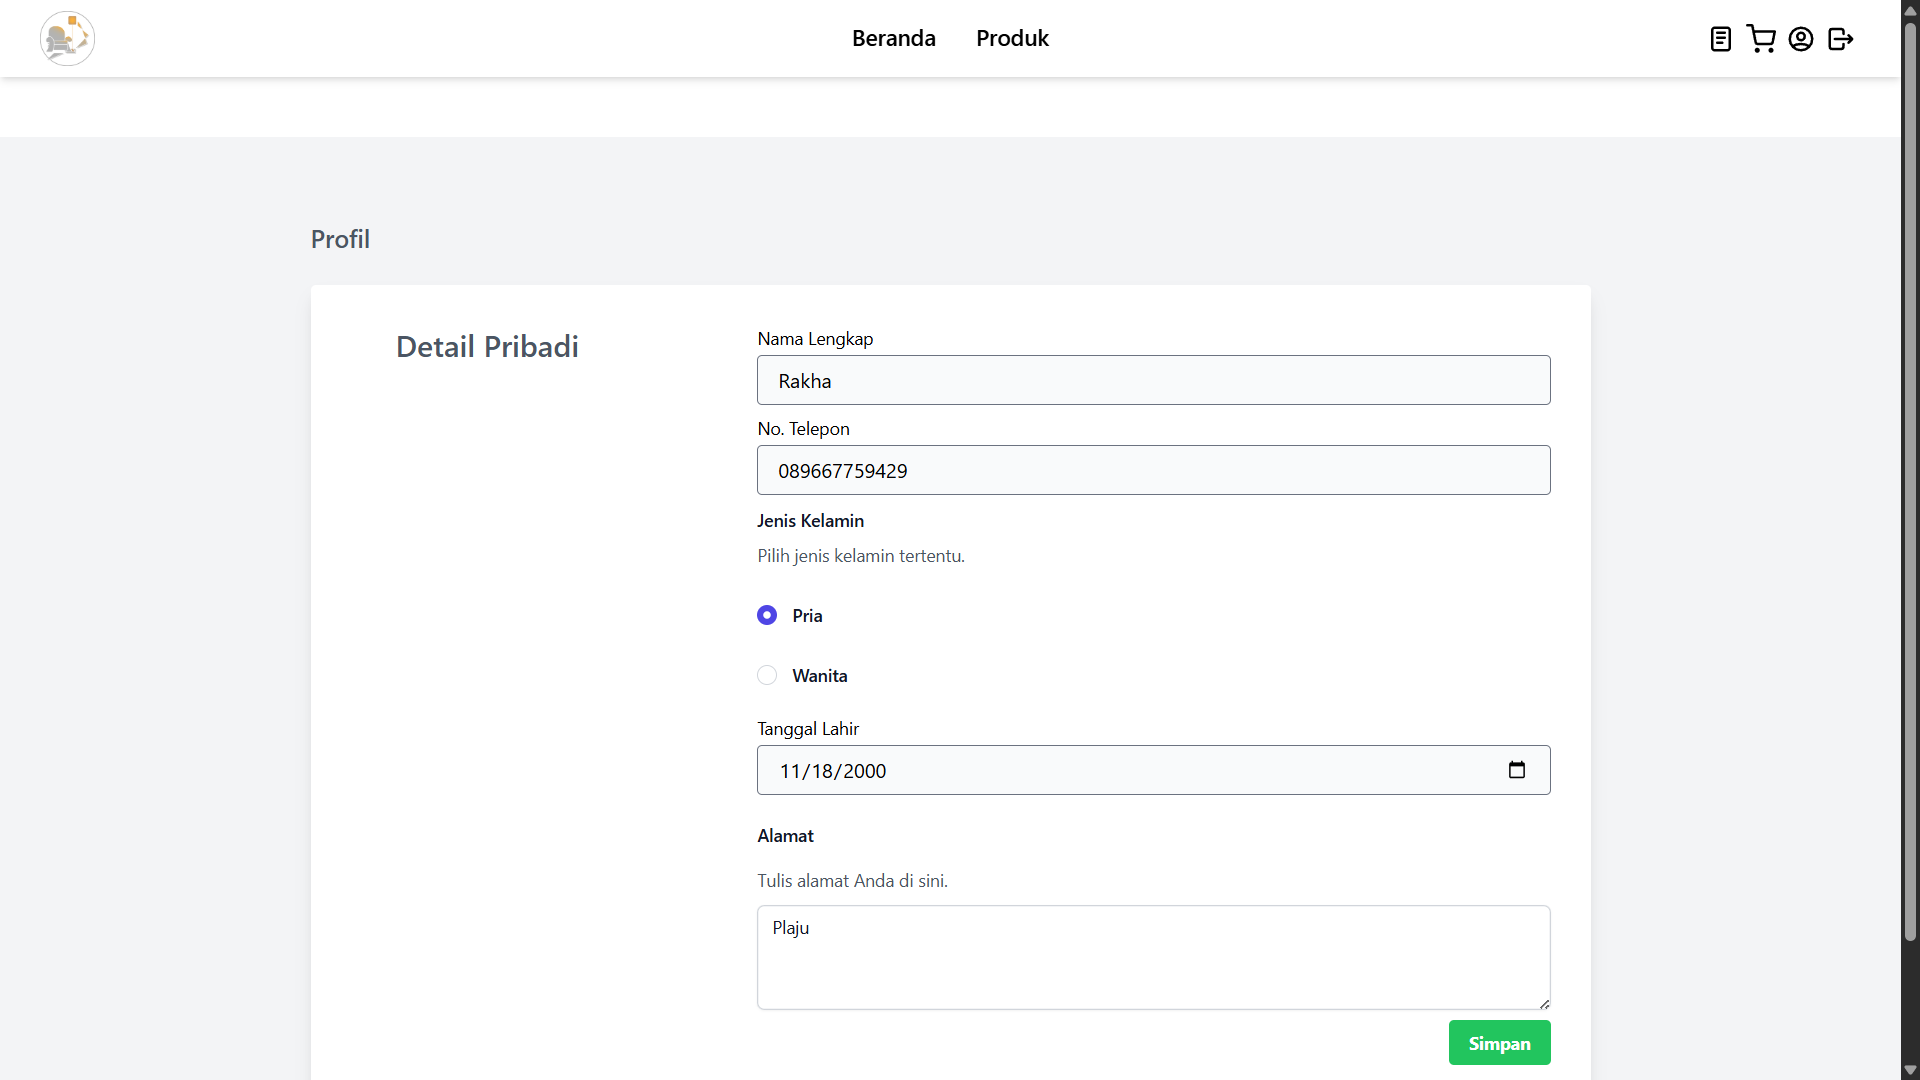 Beranda Produk
Profil
Detail Pribadi
Nama Lengkap
Rakha
No. Telepon
089667759429
Jenis Kelamin
Pilih jenis kelamin tertentu.
Pria
Wanita
Tanggal Lahir
11/18/2000
Alamat
Tulis alamat Anda di sini.
Plaju
Simpan